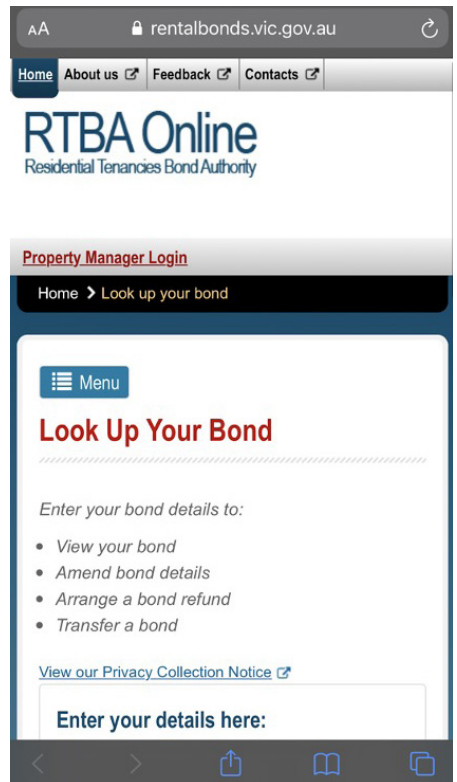 AA rentalbonds.vic.gov.au
Home About us Feedback Contacts
RTBA Online
Residential Tenancies Bond Authority
Property Manager Login
Home > Look up your bond
Menu
Look Up Your Bond
Enter your bond details to:
• View your bond
• Amend bond details
• Arrange a bond refund
• Transfer a bond
View our Privacy Collection Notice
Enter your details here: